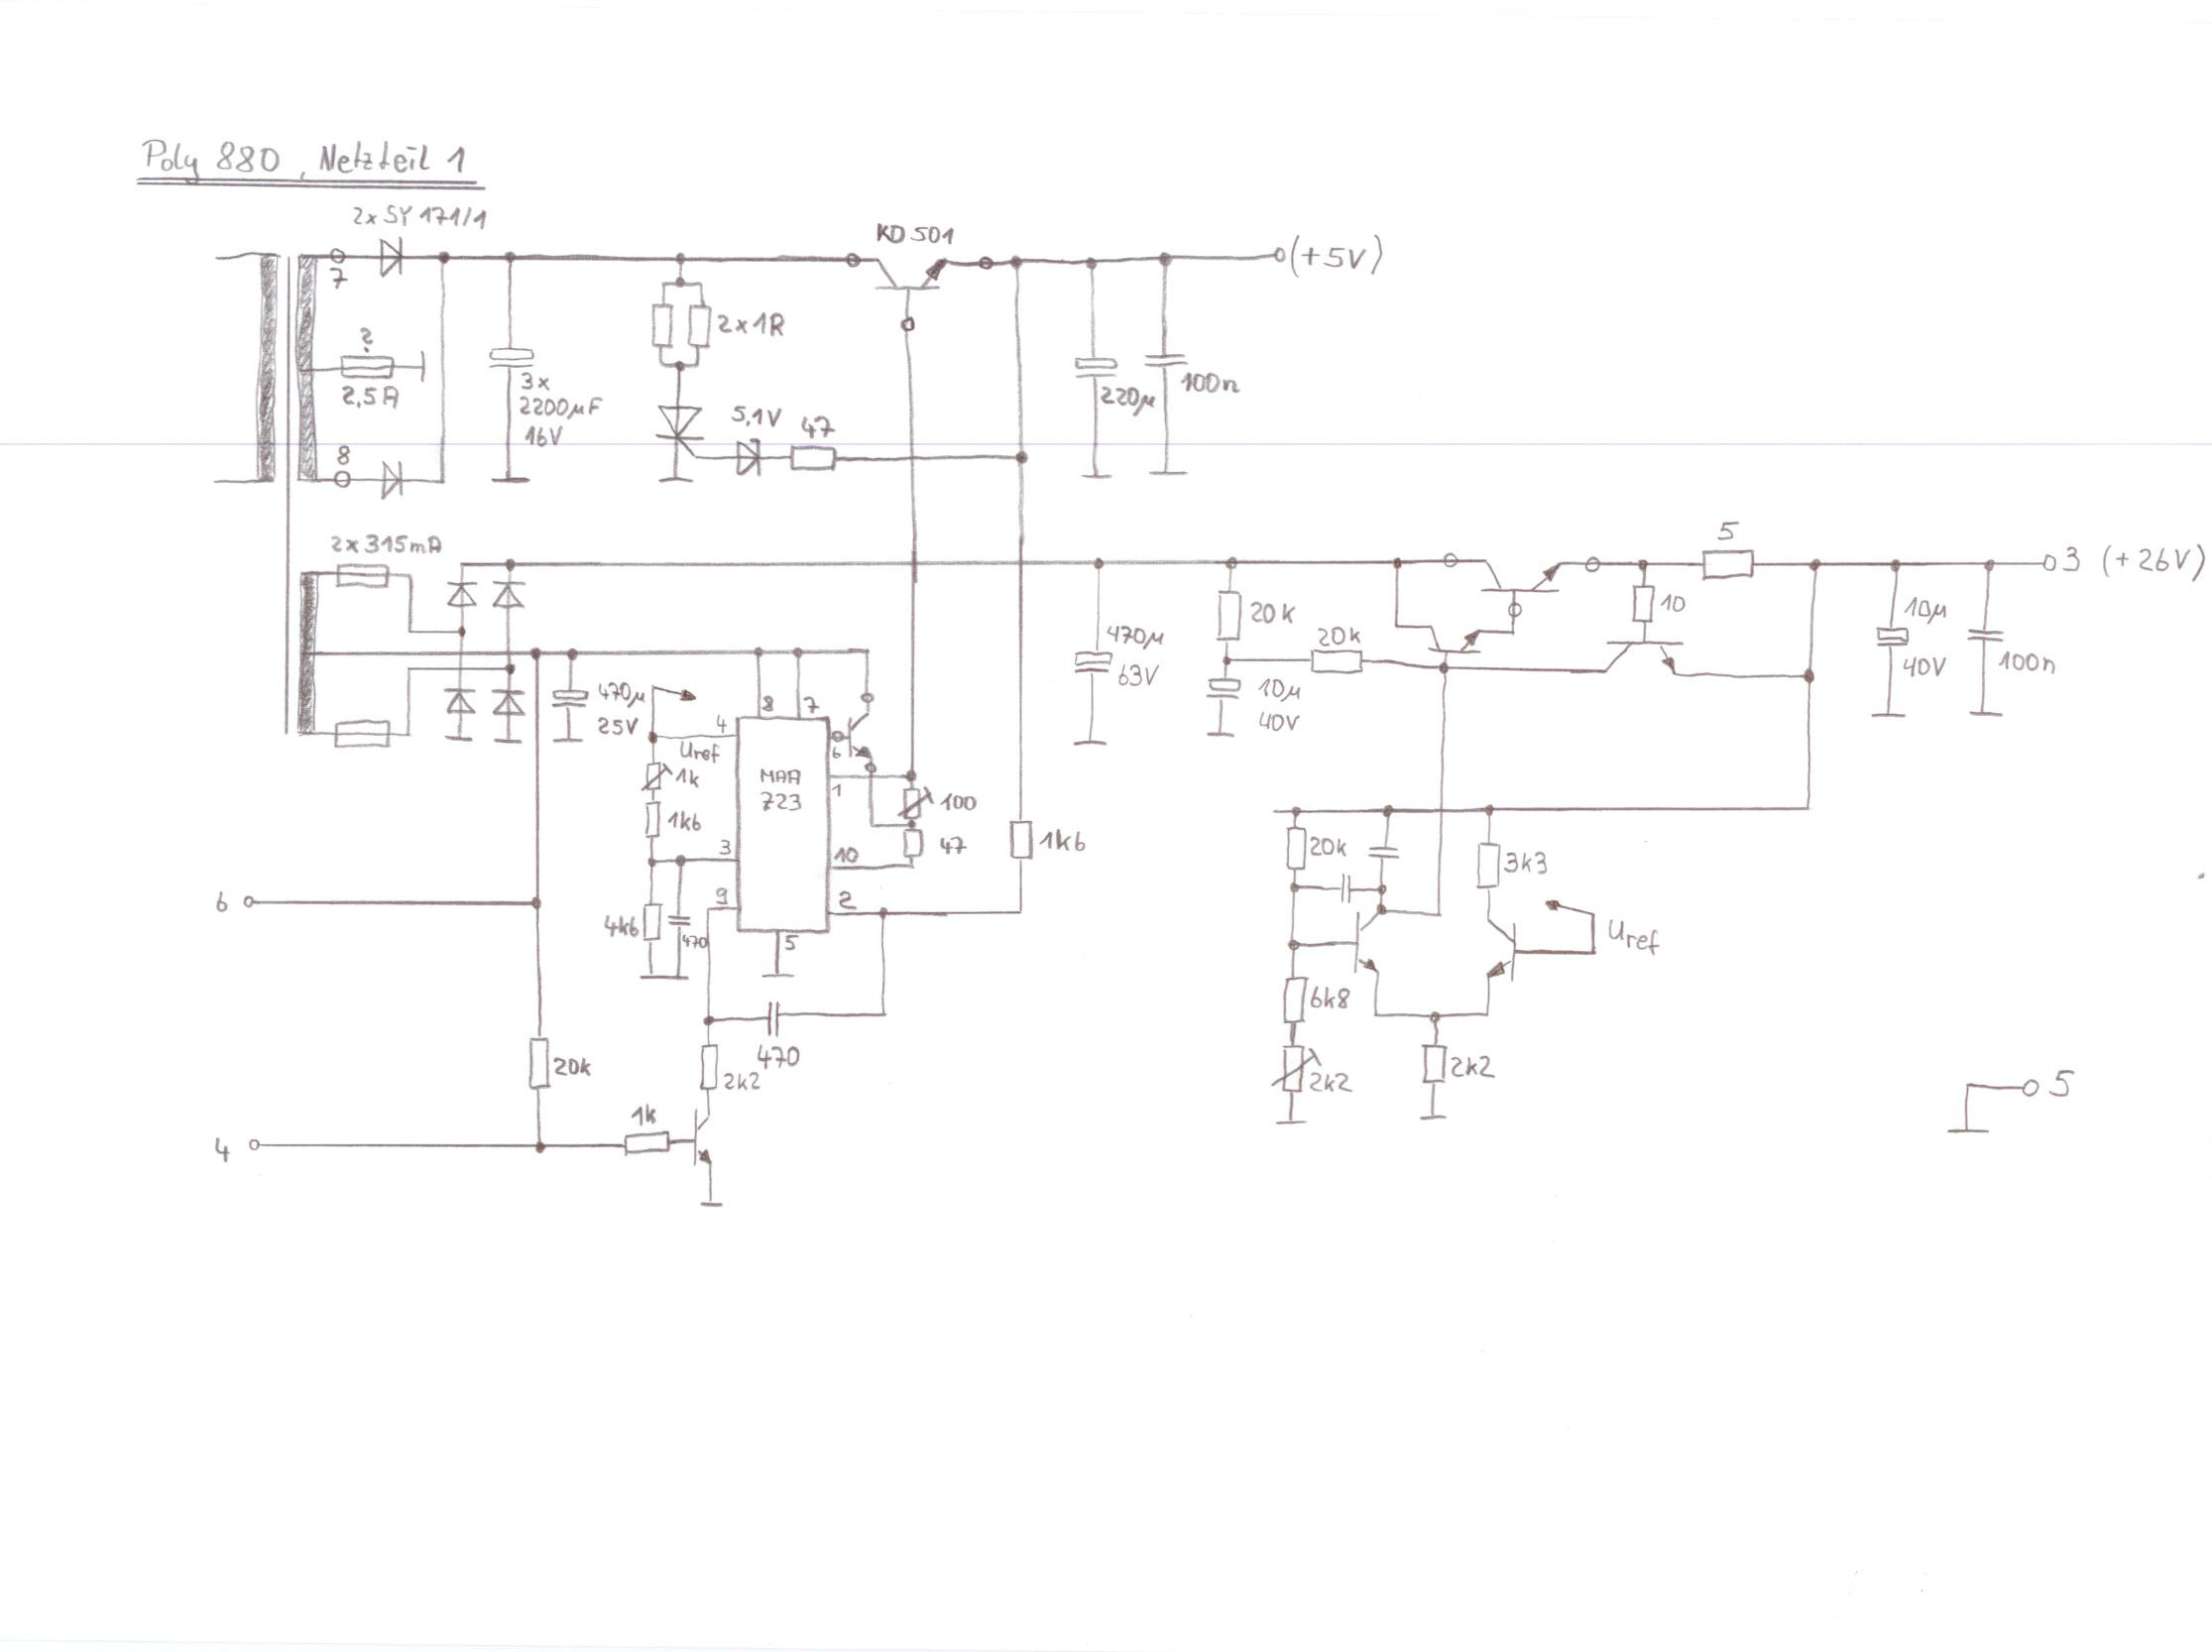 Poly 880, Netzteil 1
2x SY 171/1
KD 501
(+5V)
7
2x1R
?
2,5A
3x
2200µF
16V
220µ
100n
5,1V
47
8
2x315mA
5
3 (+26V)
20k
10
10µ
40V
100n
470µ
63V
20k
10µ
40V
470µ
25V
8
7
4
Uref
6
1k
MAA
723
1
100
1k6
47
3
10
1k6
9
2
4k6
470
5
6
20k
3k3
Uref
6k8
470
20k
2k2
2k2
2k2
5
1k
4